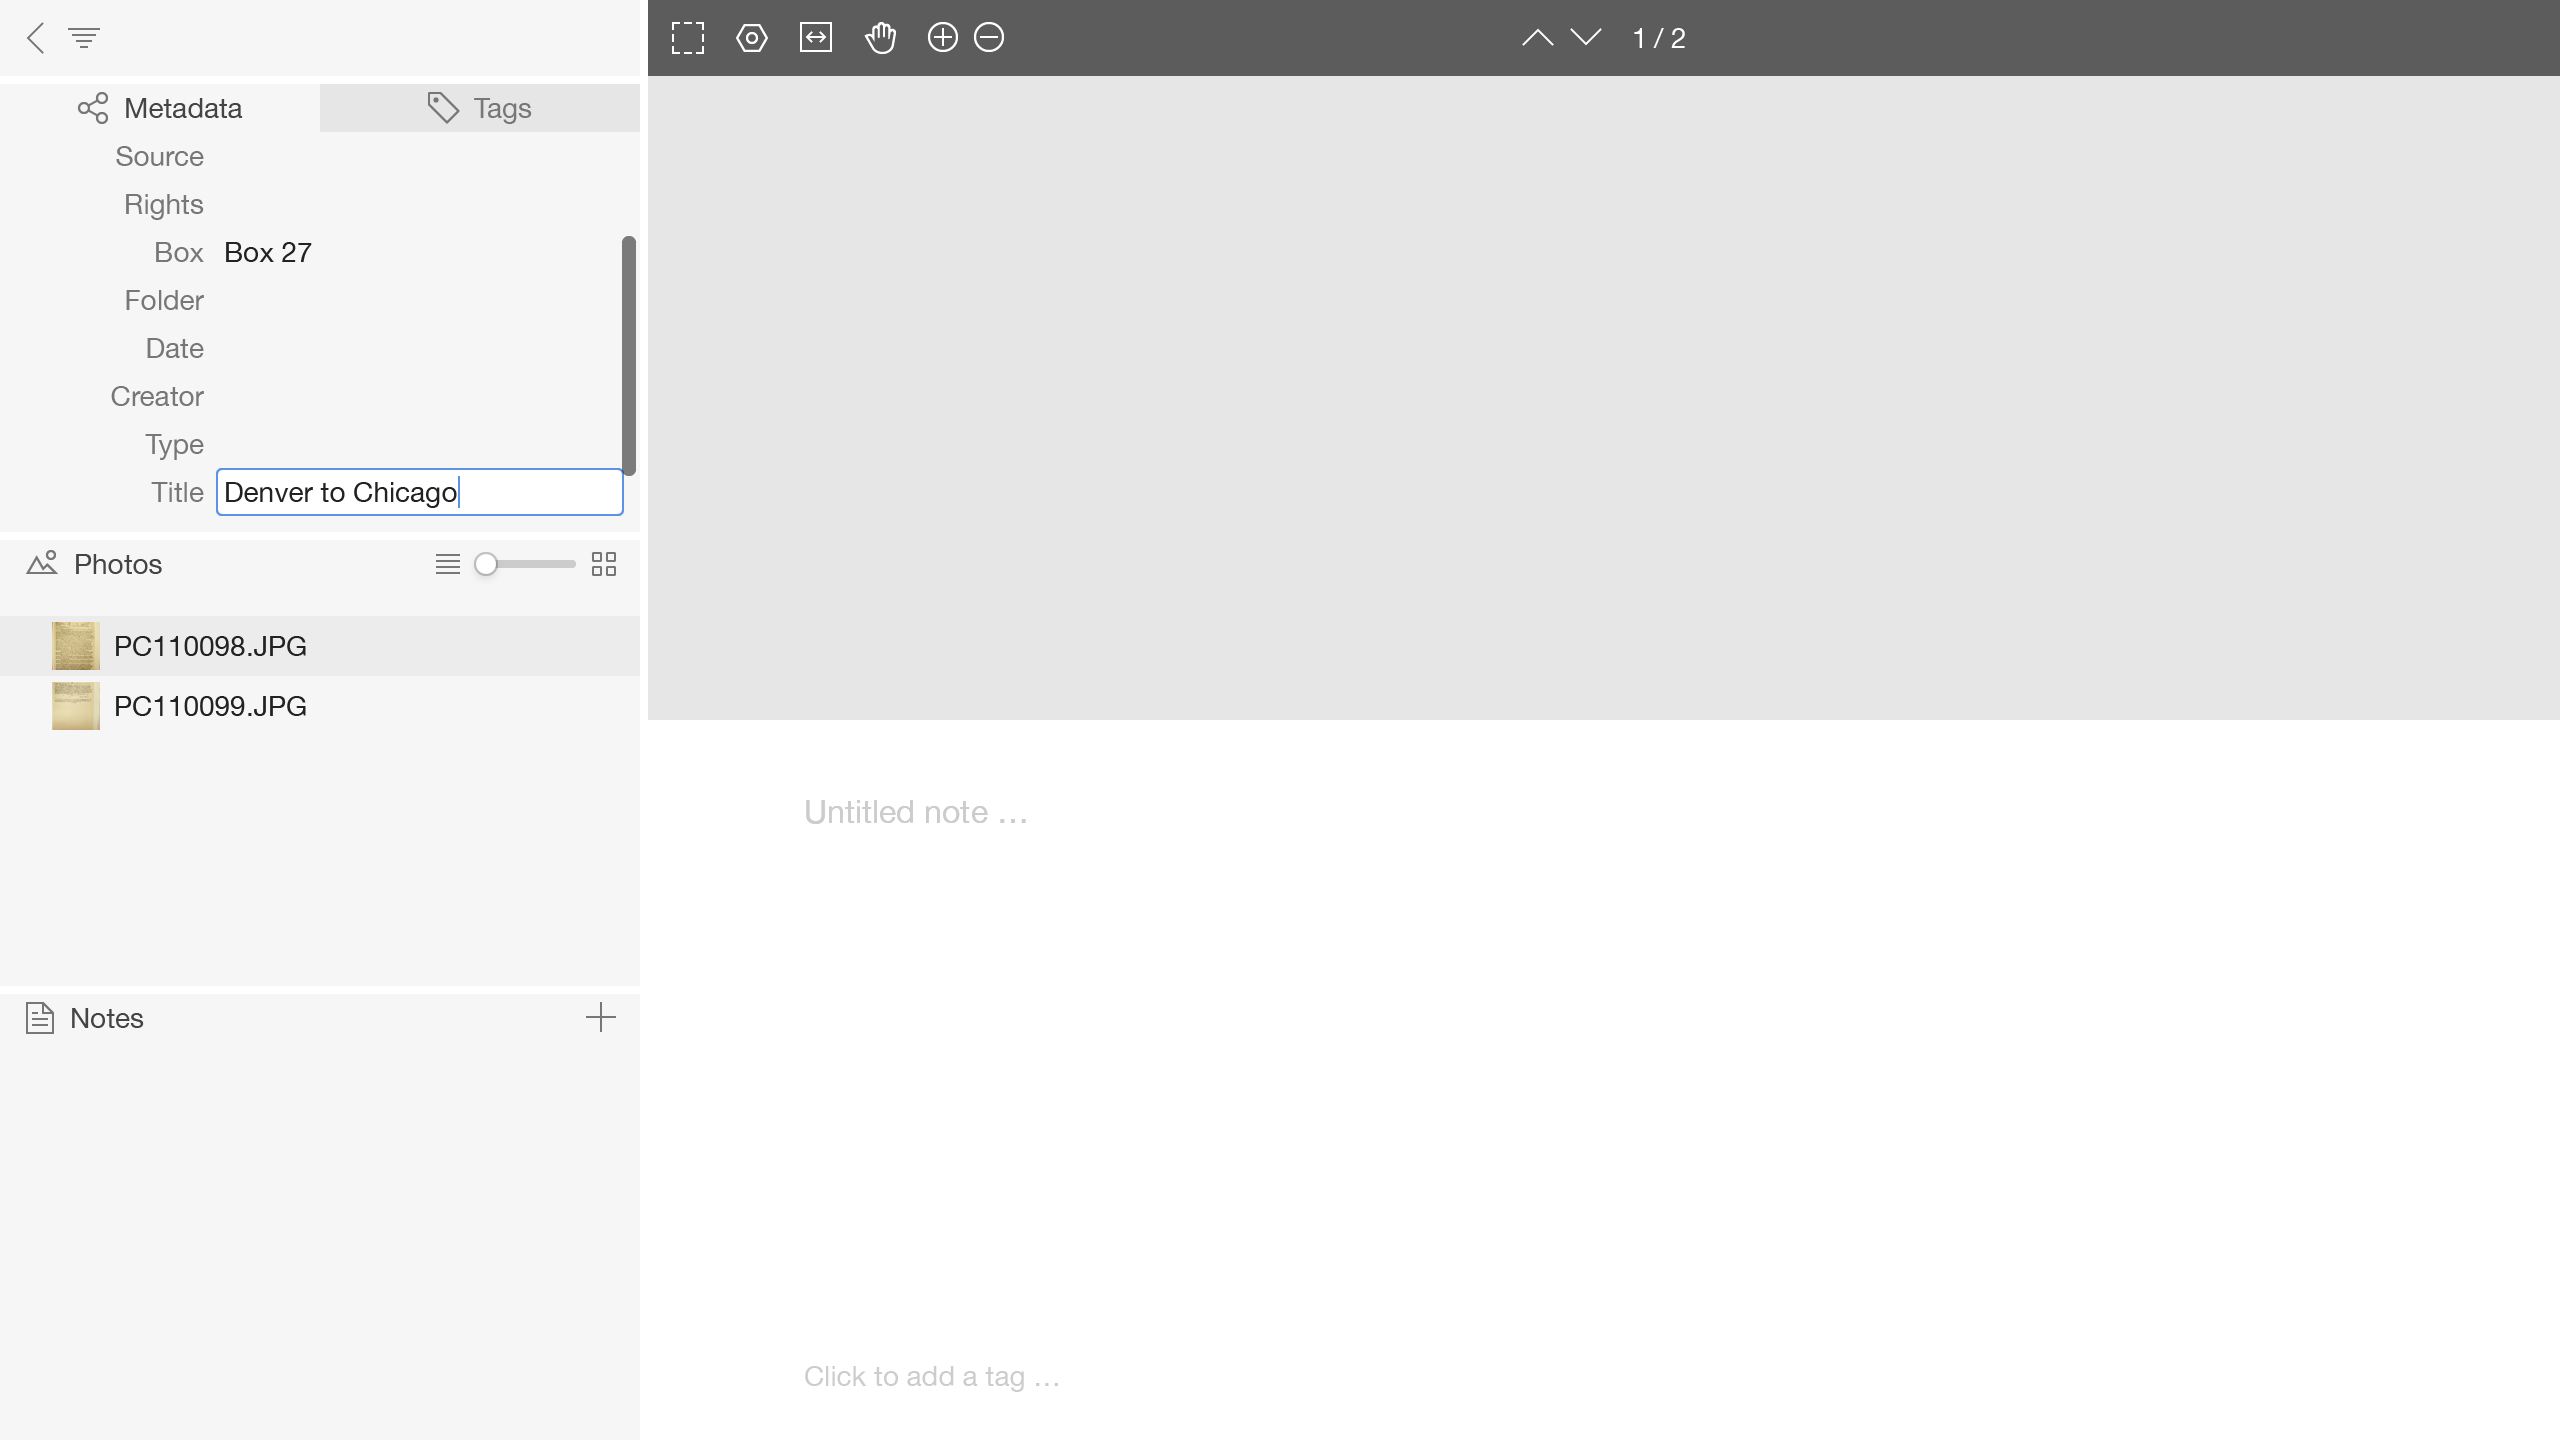 1 / 2
Metadata
Tags
Source
Rights
Box Box 27
Folder
Date
Creator
Type
Title Denver to Chicago
Photos
PC110098.JPG
PC110099.JPG
Untitled note ...
Notes
Click to add a tag ...